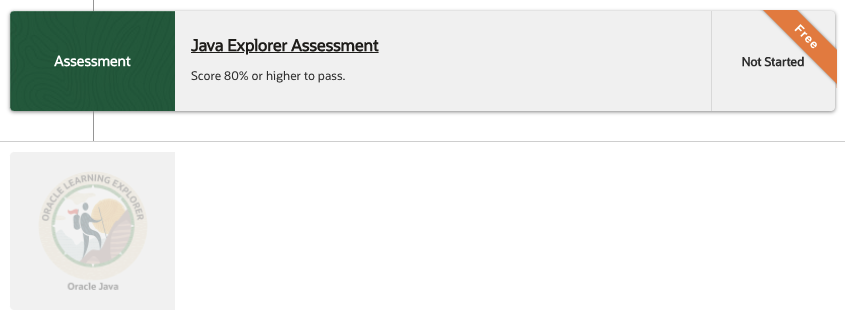 Assessment
Java Explorer Assessment
Score 80% or higher to pass.
Not Started
Free
ORACLE LEARNING EXPLORER
Oracle Java